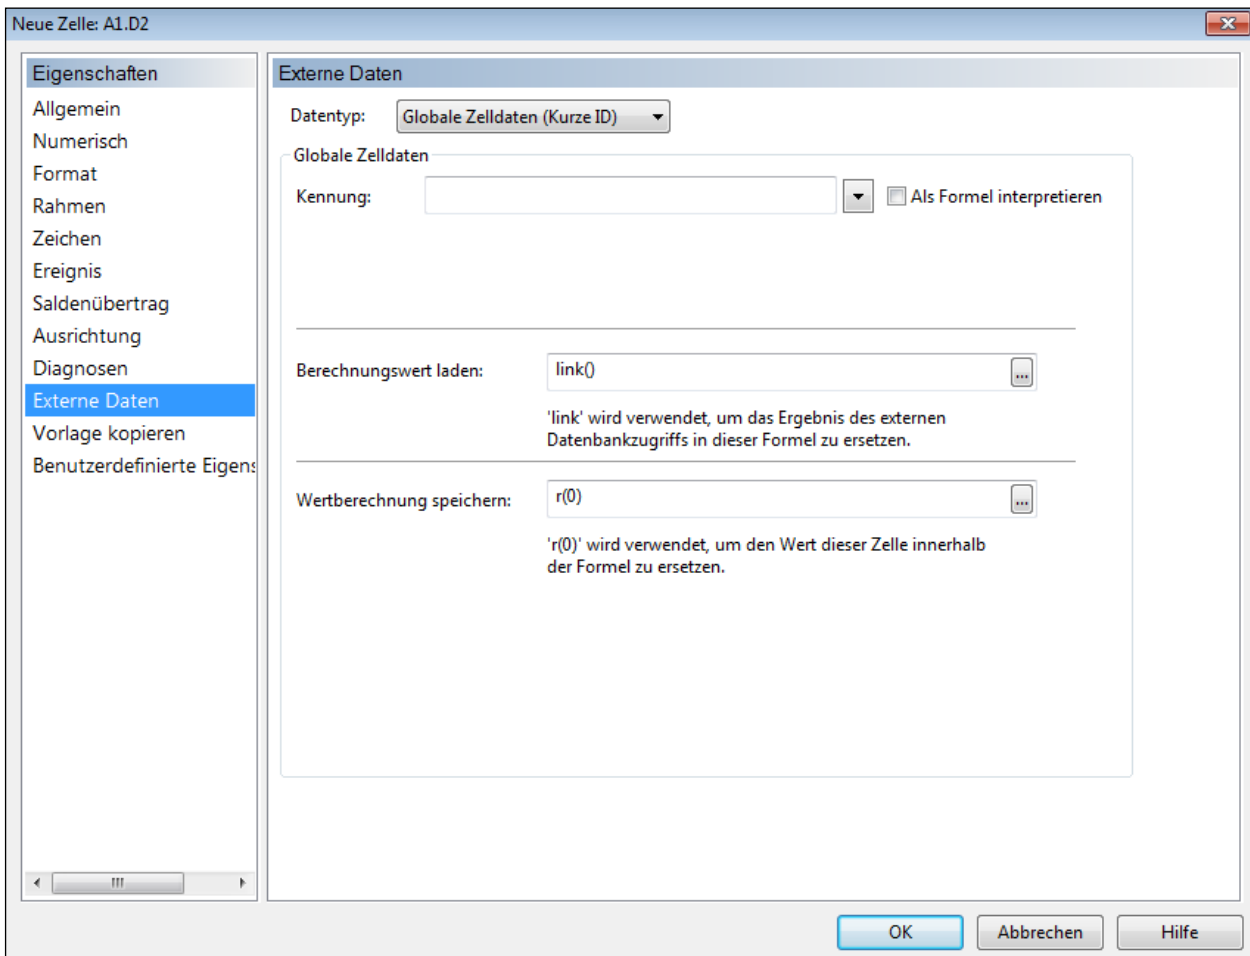 Neue Zelle: A1.D2
Eigenschaften
Allgemein
Numerisch
Format
Rahmen
Zeichen
Ereignis
Saldenübertrag
Ausrichtung
Diagnosen
Externe Daten
Vorlage kopieren
Benutzerdefinierte Eigens
Externe Daten
Datentyp: Globale Zelldaten (Kurze ID)
Globale Zelldaten
Kennung: Als Formel interpretieren
Berechnungswert laden: link() ...
'link' wird verwendet, um das Ergebnis des externen
Datenbankzugriffs in dieser Formel zu ersetzen.
Wertberechnung speichern: r(0) ...
'r(0)' wird verwendet, um den Wert dieser Zelle innerhalb
der Formel zu ersetzen.
OK Abbrechen Hilfe